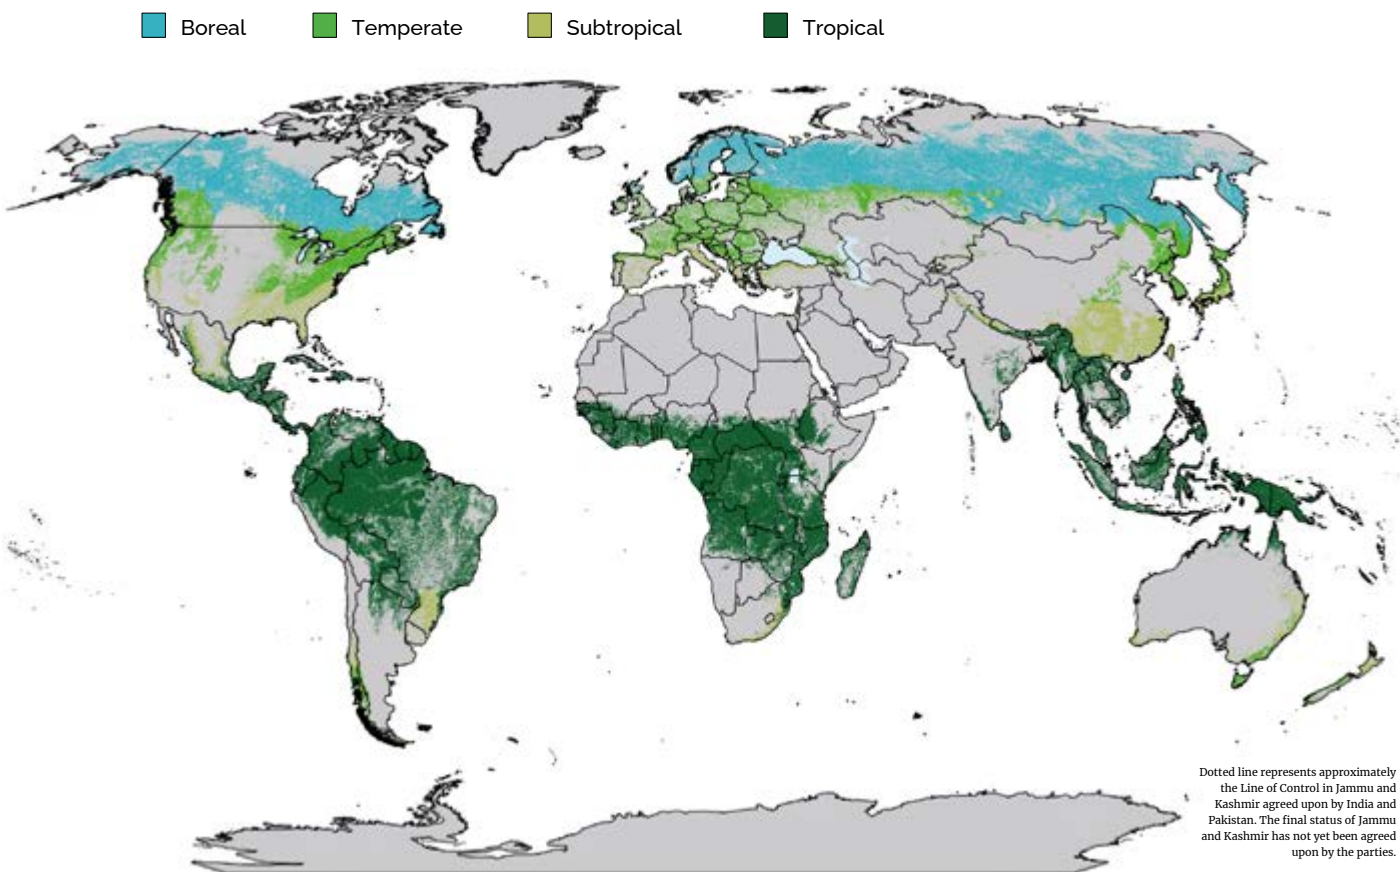 Boreal Temperate Subtropical Tropical
Dotted line represents approximately
the Line of Control in Jammu and
Kashmir agreed upon by India and
Pakistan. The final status of Jammu
and Kashmir has not yet been agreed
upon by the parties.